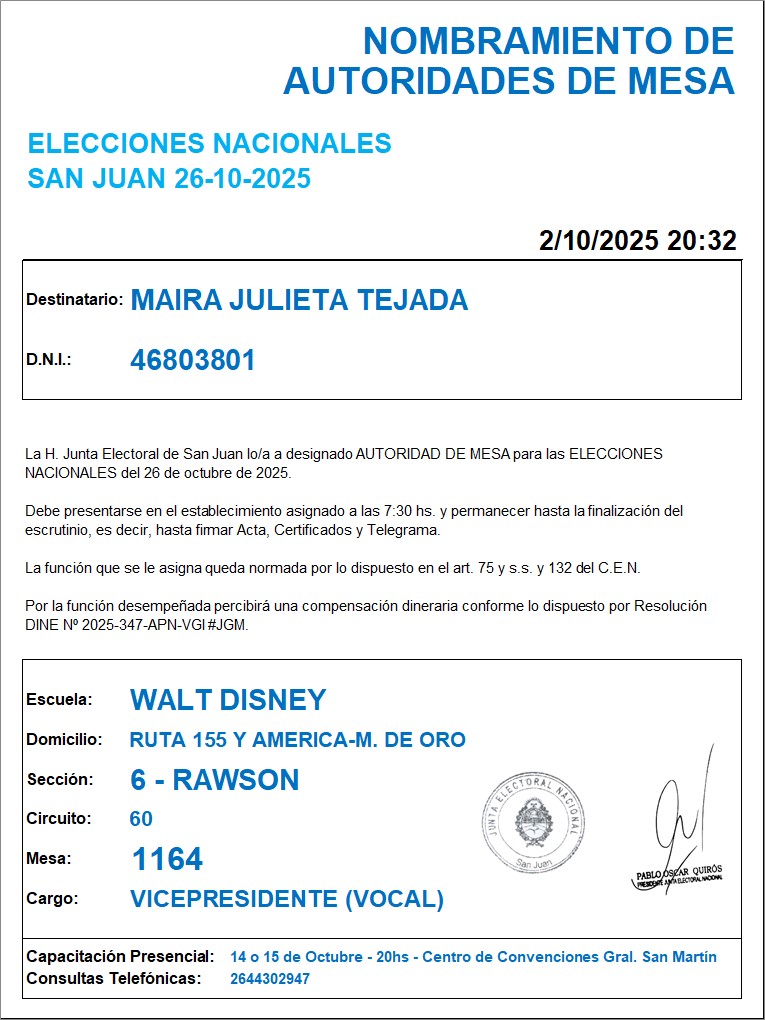 NOMBRAMIENTO DE
AUTORIDADES DE MESA
ELECCIONES NACIONALES
SAN JUAN 26-10-2025
2/10/2025 20:32
Destinatario: MAIRA JULIETA TEJADA
D.N.I.: 46803801
La H. Junta Electoral de San Juan lo/a a designado AUTORIDAD DE MESA para las ELECCIONES
NACIONALES del 26 de octubre de 2025.
Debe presentarse en el establecimiento asignado a las 7:30 hs. y permanecer hasta la finalización del
escrutinio, es decir, hasta firmar Acta, Certificados y Telegrama.
La función que se le asigna queda normada por lo dispuesto en el art. 75 y s.s. y 132 del C.E.N.
Por la función desempeñada percibirá una compensación dineraria conforme lo dispuesto por Resolución
DINE Nº 2025-347-APN-VGI#JGM.
Escuela: WALT DISNEY
Domicilio: RUTA 155 Y AMERICA-M. DE ORO
Sección: 6 - RAWSON
Circuito: 60
Mesa: 1164
Cargo: VICEPRESIDENTE (VOCAL)
JUNTA ELECTORAL NACIONAL
San Juan
PABLO OSCAR QUIRÓS
PRESIDENTE JUNTA ELECTORAL NACIONAL
Capacitación Presencial: 14 o 15 de Octubre - 20hs - Centro de Convenciones Gral. San Martín
Consultas Telefónicas: 2644302947